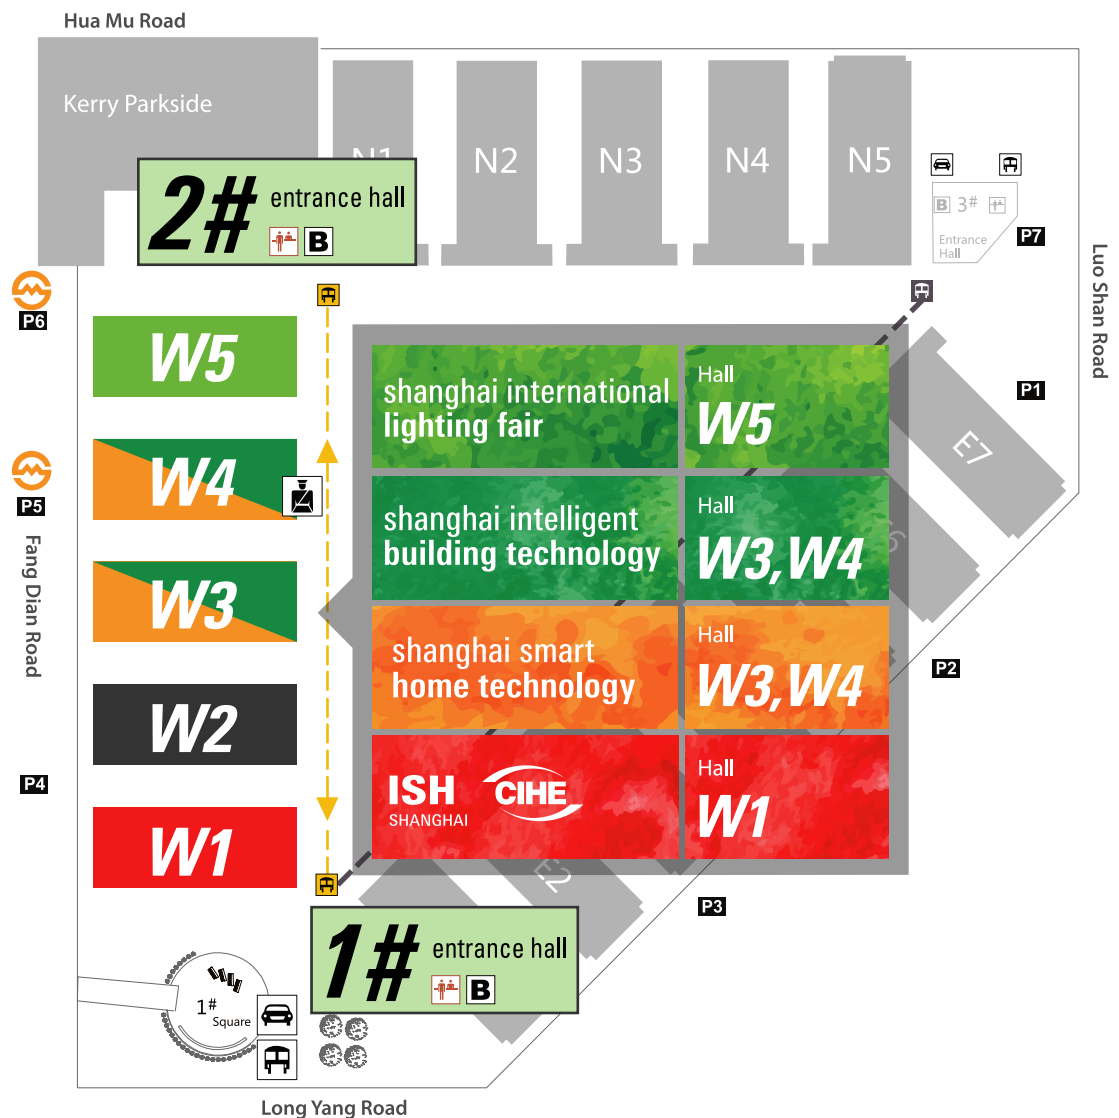 Hua Mu Road
Kerry Parkside
N1
N2
N3
N4
N5
2# entrance hall
B
B 3#
Entrance
Hall
P7
Luo Shan Road
P6
W5
shanghai international
lighting fair
Hall
W5
P1
E7
P5
W4
shanghai intelligent
building technology
Hall
W3, W4
E6
Fang Dian Road
W3
shanghai smart
home technology
Hall
W3, W4
P2
W2
P4
ISH
SHANGHAI
CIHE
Hall
W1
W1
E2
P3
1# entrance hall
B
1#
Square
Long Yang Road